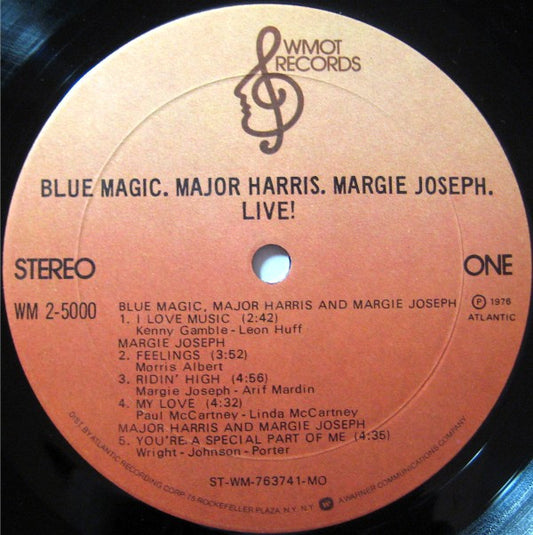 WMOT
RECORDS
BLUE MAGIC. MAJOR HARRIS. MARGIE JOSEPH.
LIVE!
STEREO
ONE
WM 2-5000
℗ 1976
ATLANTIC
BLUE MAGIC, MAJOR HARRIS AND MARGIE JOSEPH
1. I LOVE MUSIC (2:42)
Kenny Gamble - Leon Huff
MARGIE JOSEPH
2. FEELINGS (3:52)
Morris Albert
3. RIDIN' HIGH (4:56)
Margie Joseph - Arif Mardin
4. MY LOVE (4:32)
Paul McCartney - Linda McCartney
MAJOR HARRIS AND MARGIE JOSEPH
5. YOU'RE A SPECIAL PART OF ME (4:35)
Wright - Johnson - Porter
ST-WM-763741-MO
DIST. BY ATLANTIC RECORDING CORP. 75 ROCKEFELLER PLAZA, N.Y. N.Y. A WARNER COMMUNICATIONS COMPANY